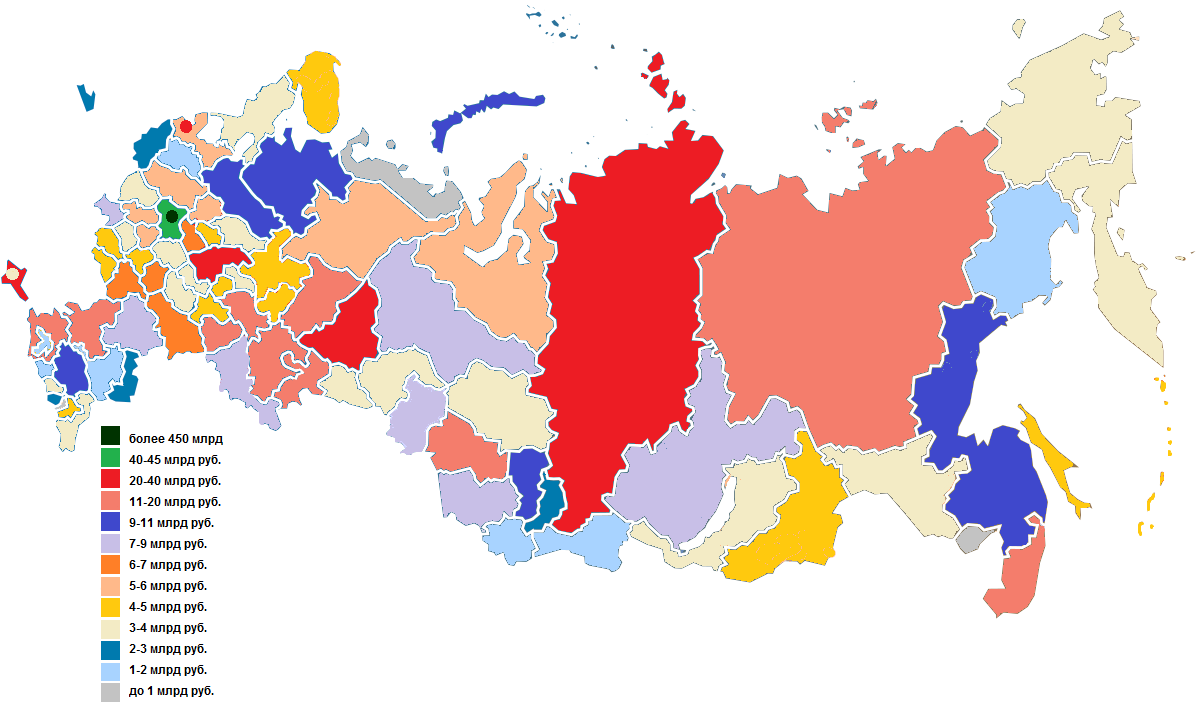 более 450 млрд
40-45 млрд руб.
20-40 млрд руб.
11-20 млрд руб.
9-11 млрд руб.
7-9 млрд руб.
6-7 млрд руб.
5-6 млрд руб.
4-5 млрд руб.
3-4 млрд руб.
2-3 млрд руб.
1-2 млрд руб.
до 1 млрд руб.